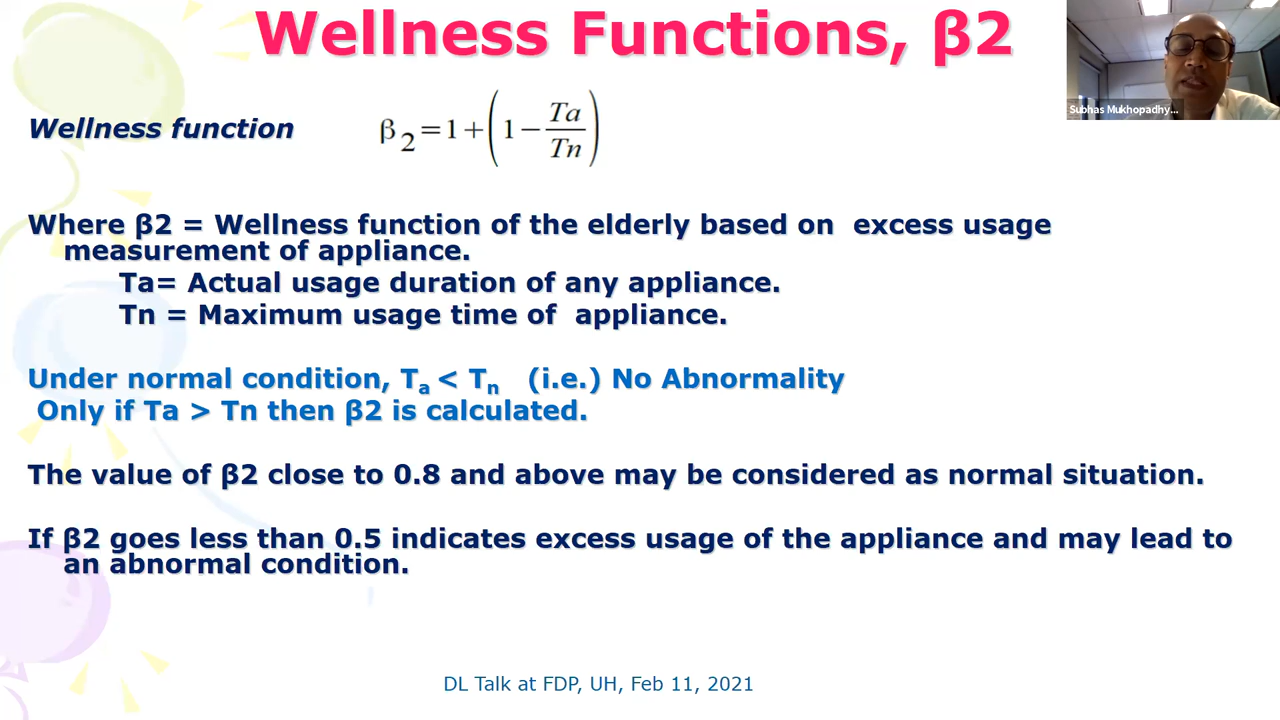 Wellness Functions, β2
Subhas Mukhopadhy...
Wellness function β₂=1+(1−Ta/Tn)
Where β2 = Wellness function of the elderly based on excess usage
measurement of appliance.
Ta= Actual usage duration of any appliance.
Tn = Maximum usage time of appliance.
Under normal condition, Tₐ < Tₙ (i.e.) No Abnormality
Only if Ta > Tn then β2 is calculated.
The value of β2 close to 0.8 and above may be considered as normal situation.
If β2 goes less than 0.5 indicates excess usage of the appliance and may lead to
an abnormal condition.
DL Talk at FDP, UH, Feb 11, 2021